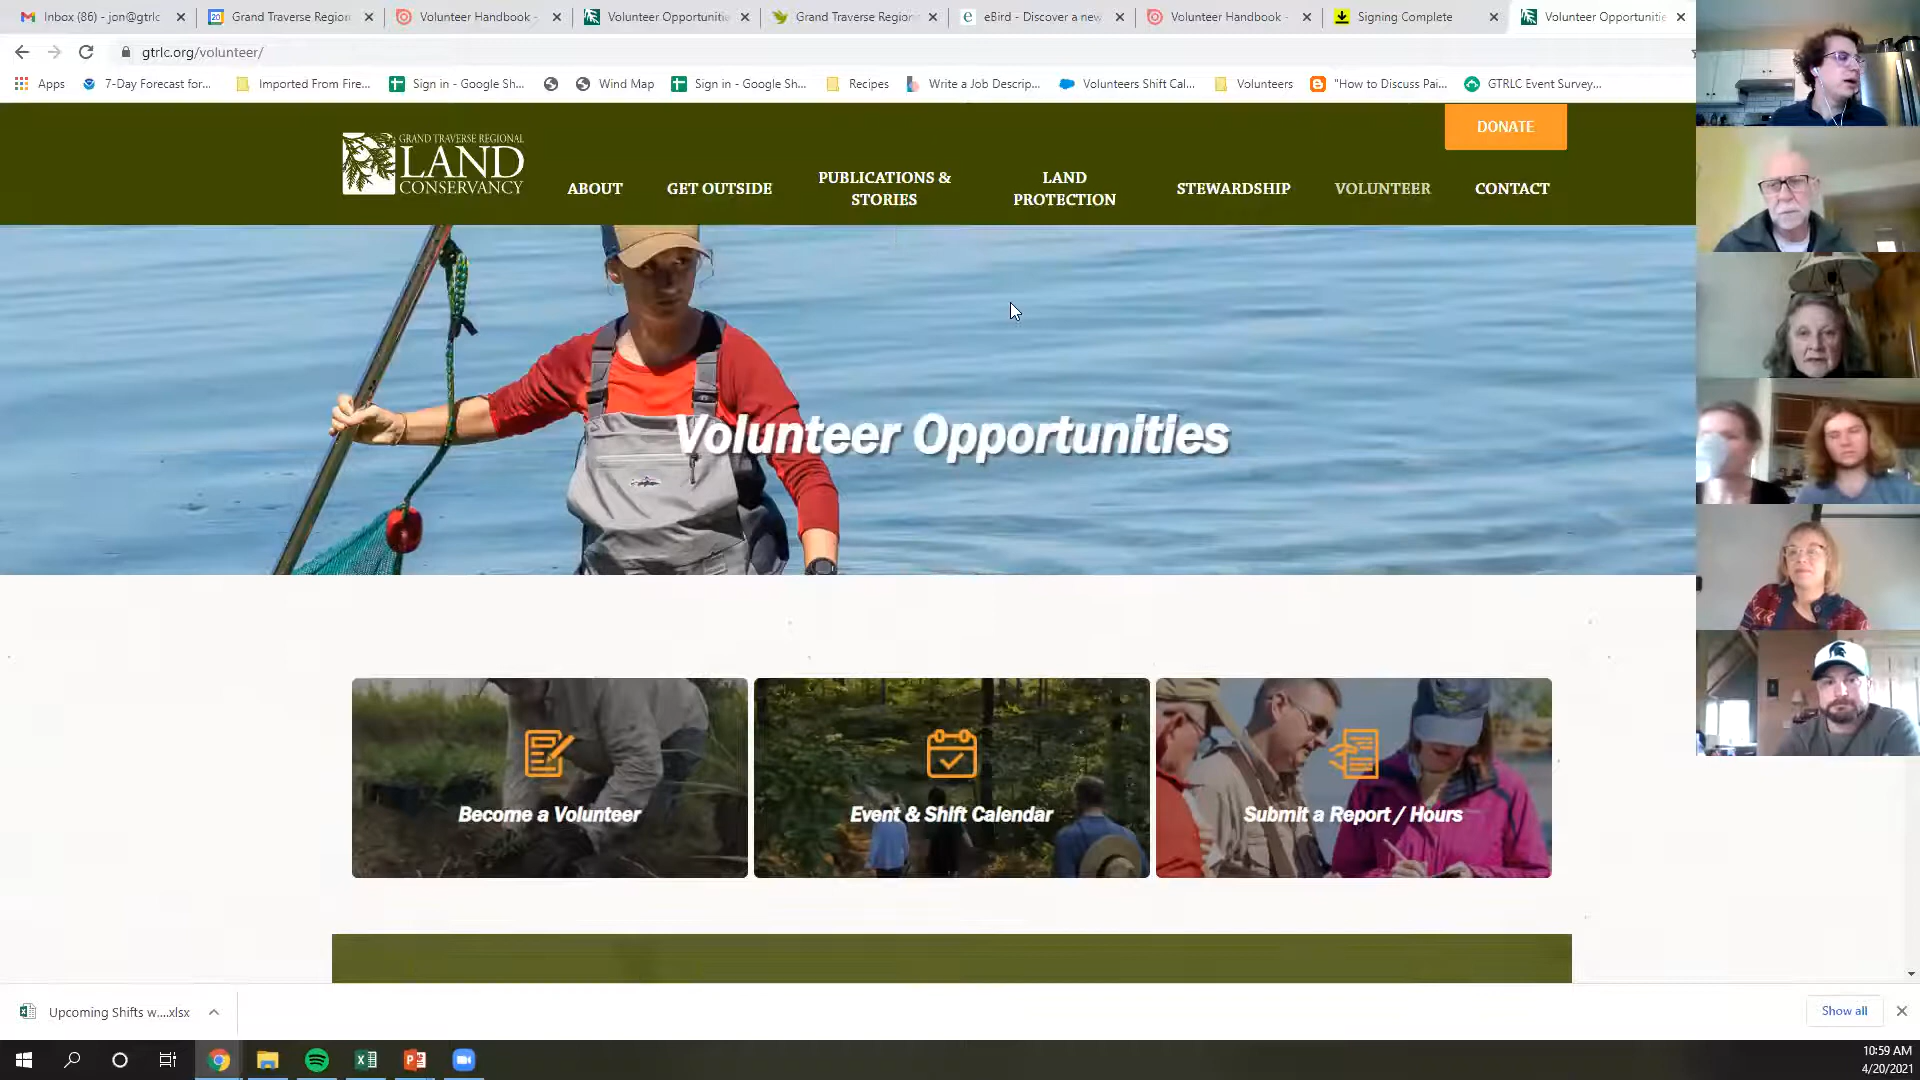 Inbox (86) - jon@gtrlc
Grand Traverse Region
Volunteer Handbook -
Volunteer Opportuniti
Grand Traverse Region
eBird - Discover a new
Volunteer Handbook -
Signing Complete
Volunteer Opportunitie
gtrlc.org/volunteer/
Apps
7-Day Forecast for...
Imported From Fire...
Sign in - Google Sh...
Wind Map
Sign in - Google Sh...
Recipes
Write a Job Descrip...
Volunteers Shift Cal...
Volunteers
"How to Discuss Pai...
GTRLC Event Survey...
DONATE
GRAND TRAVERSE REGIONAL
LAND
CONSERVANCY
ABOUT
GET OUTSIDE
PUBLICATIONS &
STORIES
LAND
PROTECTION
STEWARDSHIP
VOLUNTEER
CONTACT
Volunteer Opportunities
Become a Volunteer
Event & Shift Calendar
Submit a Report / Hours
Upcoming Shifts w....xlsx
Show all
10:59 AM
4/20/2021